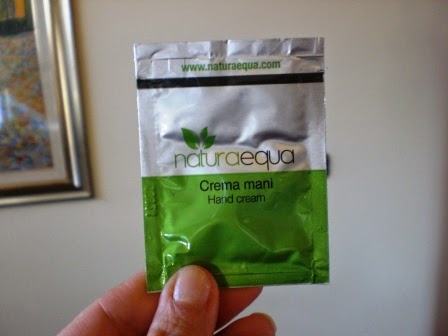 www.naturaequa.com
naturaequa
Crema mani
Hand cream